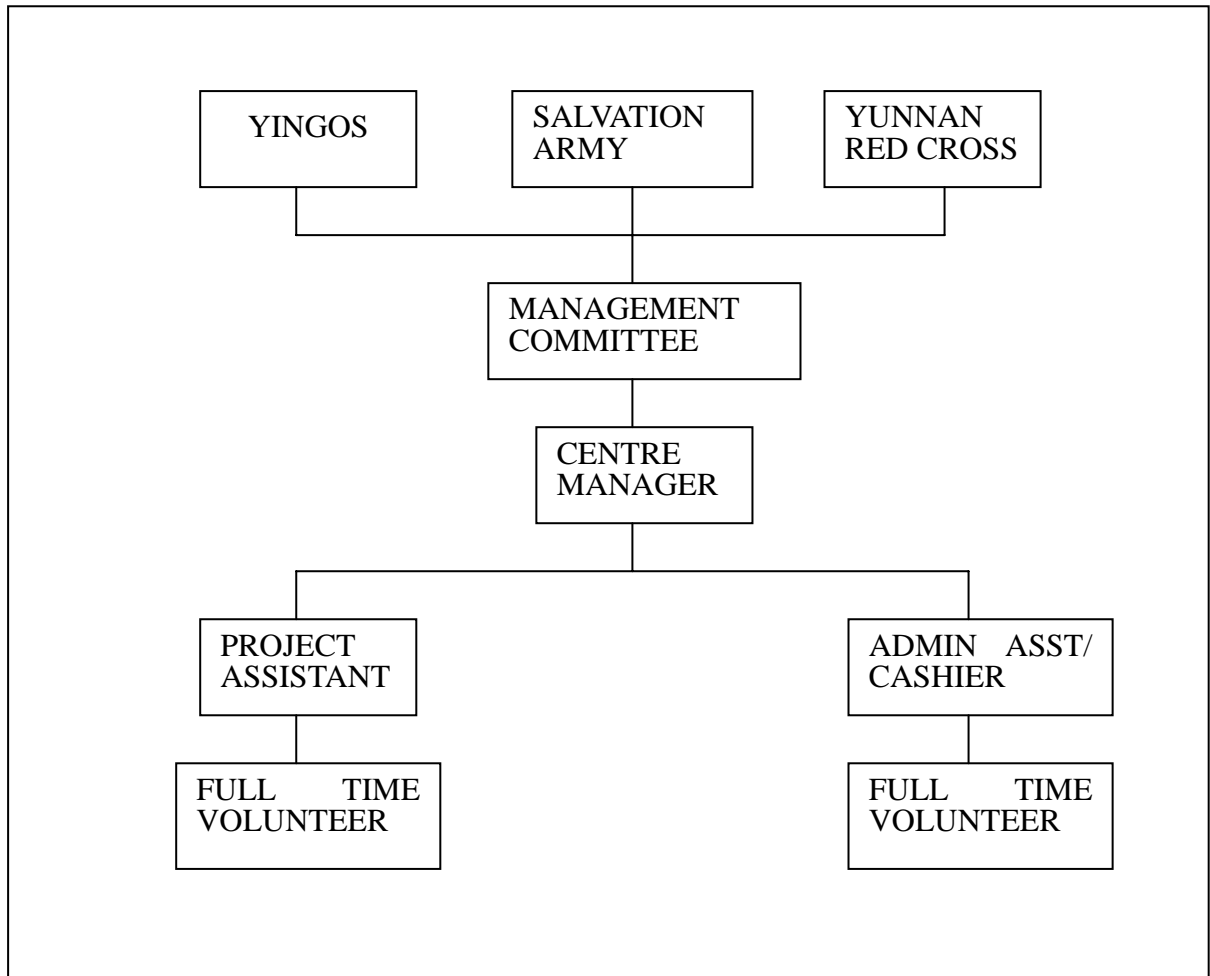 YINGOS
SALVATION
ARMY
YUNNAN
RED CROSS
MANAGEMENT
COMMITTEE
CENTRE
MANAGER
PROJECT
ASSISTANT
ADMIN ASST/
CASHIER
FULL TIME
VOLUNTEER
FULL TIME
VOLUNTEER